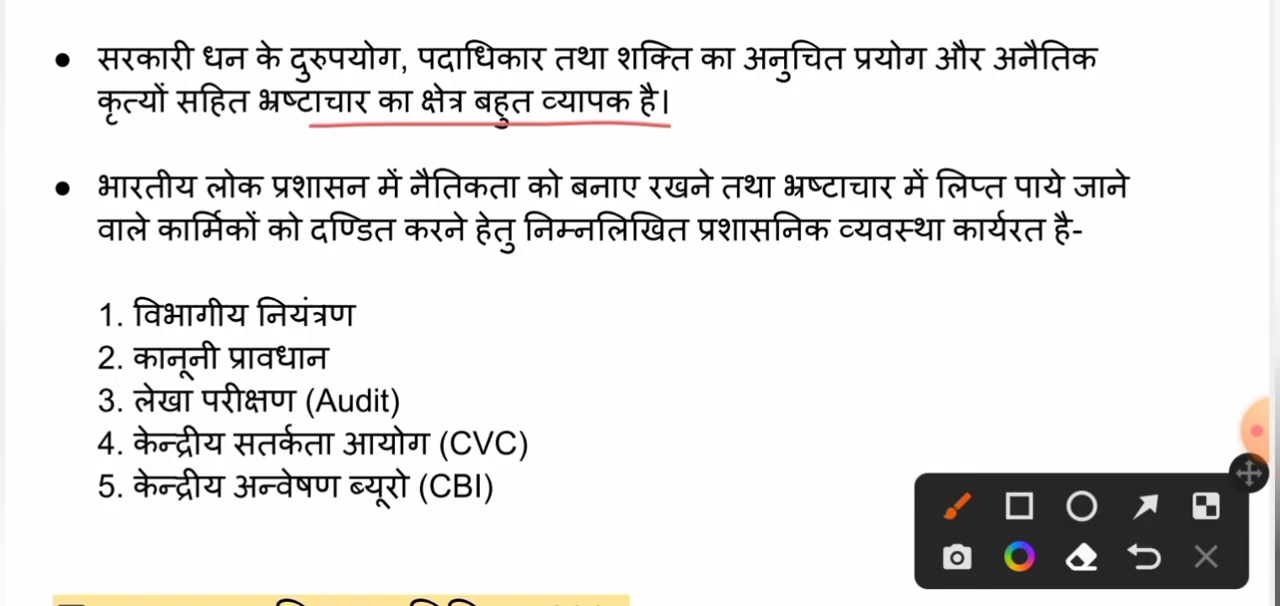 ● सरकारी धन के दुरुपयोग, पदाधिकार तथा शक्ति का अनुचित प्रयोग और अनैतिक
कृत्यों सहित भ्रष्टाचार का क्षेत्र बहुत व्यापक है।
● भारतीय लोक प्रशासन में नैतिकता को बनाए रखने तथा भ्रष्टाचार में लिप्त पाये जाने
वाले कार्मिकों को दण्डित करने हेतु निम्नलिखित प्रशासनिक व्यवस्था कार्यरत है-
1. विभागीय नियंत्रण
2. कानूनी प्रावधान
3. लेखा परीक्षण (Audit)
4. केन्द्रीय सतर्कता आयोग (CVC)
5. केन्द्रीय अन्वेषण ब्यूरो (CBI)